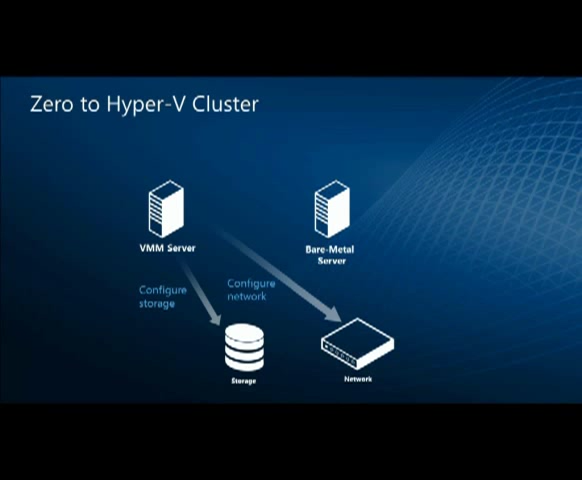 Zero to Hyper-V Cluster
VMM Server
Bare-Metal
Server
Configure
storage
Configure
network
Storage
Network